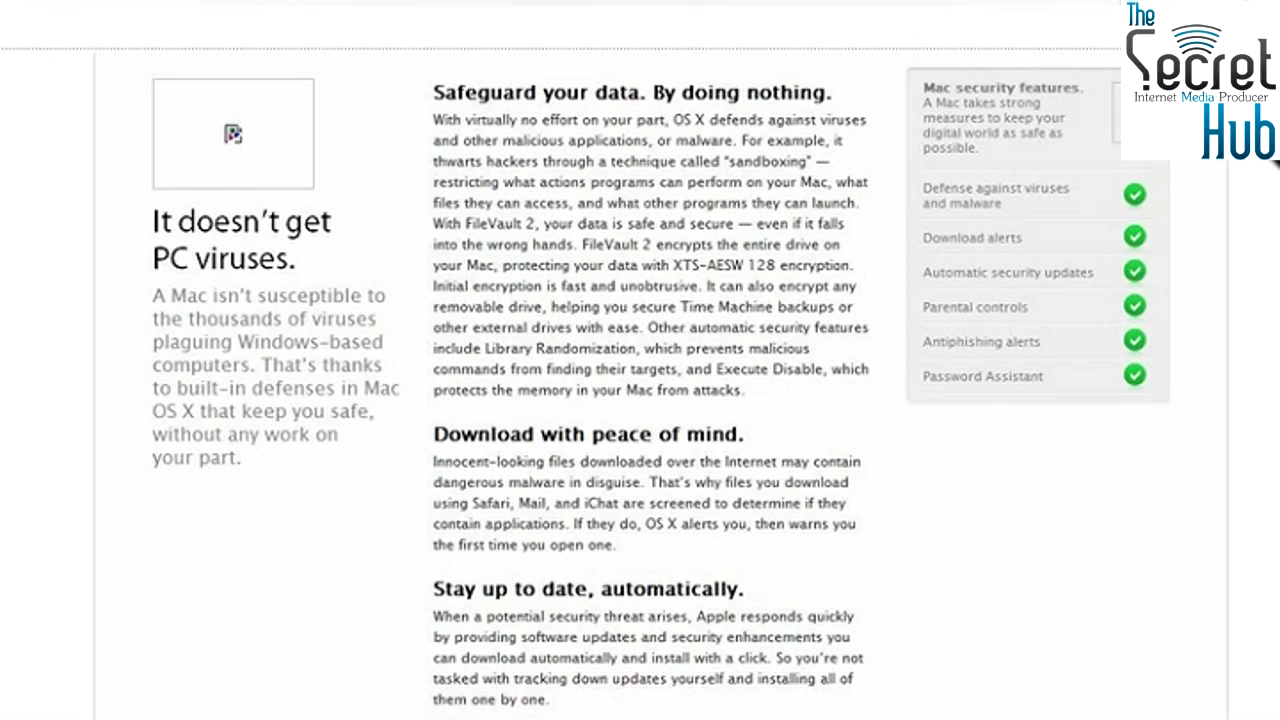 It doesn't get
PC viruses.
A Mac isn't susceptible to
the thousands of viruses
plaguing Windows-based
computers. That's thanks
to built-in defenses in Mac
OS X that keep you safe,
without any work on
your part.
Safeguard your data. By doing nothing.
With virtually no effort on your part, OS X defends against viruses
and other malicious applications, or malware. For example, it
thwarts hackers through a technique called "sandboxing" —
restricting what actions programs can perform on your Mac, what
files they can access, and what other programs they can launch.
With FileVault 2, your data is safe and secure — even if it falls
into the wrong hands. FileVault 2 encrypts the entire drive on
your Mac, protecting your data with XTS-AESW 128 encryption.
Initial encryption is fast and unobtrusive. It can also encrypt any
removable drive, helping you secure Time Machine backups or
other external drives with ease. Other automatic security features
include Library Randomization, which prevents malicious
commands from finding their targets, and Execute Disable, which
protects the memory in your Mac from attacks.
Download with peace of mind.
Innocent-looking files downloaded over the Internet may contain
dangerous malware in disguise. That's why files you download
using Safari, Mail, and iChat are screened to determine if they
contain applications. If they do, OS X alerts you, then warns you
the first time you open one.
Stay up to date, automatically.
When a potential security threat arises, Apple responds quickly
by providing software updates and security enhancements you
can download automatically and install with a click. So you're not
tasked with tracking down updates yourself and installing all of
them one by one.
Mac security features.
A Mac takes strong
measures to keep your
digital world as safe as
possible.
Defense against viruses
and malware
Download alerts
Automatic security updates
Parental controls
Antiphishing alerts
Password Assistant
The
Secret
Internet Media Producer
Hub